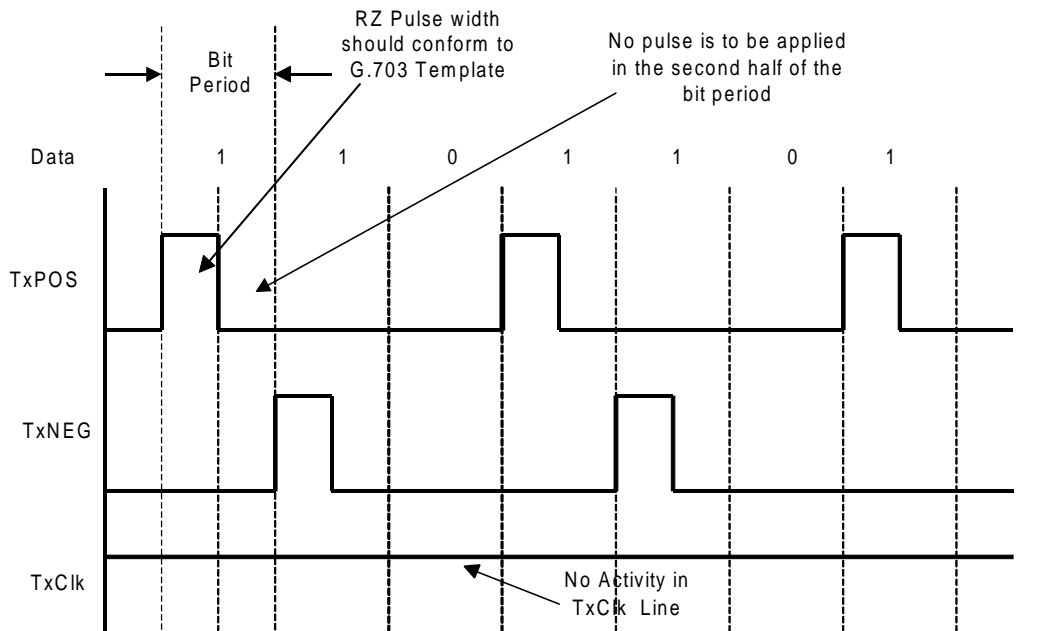 RZ Pulse width
should conform to
G.703 Template
No pulse is to be applied
in the second half of the
bit period
Bit
Period
Data 1 1 0 1 1 0 1
TxPOS
TxNEG
TxClk
No Activity in
TxClk Line